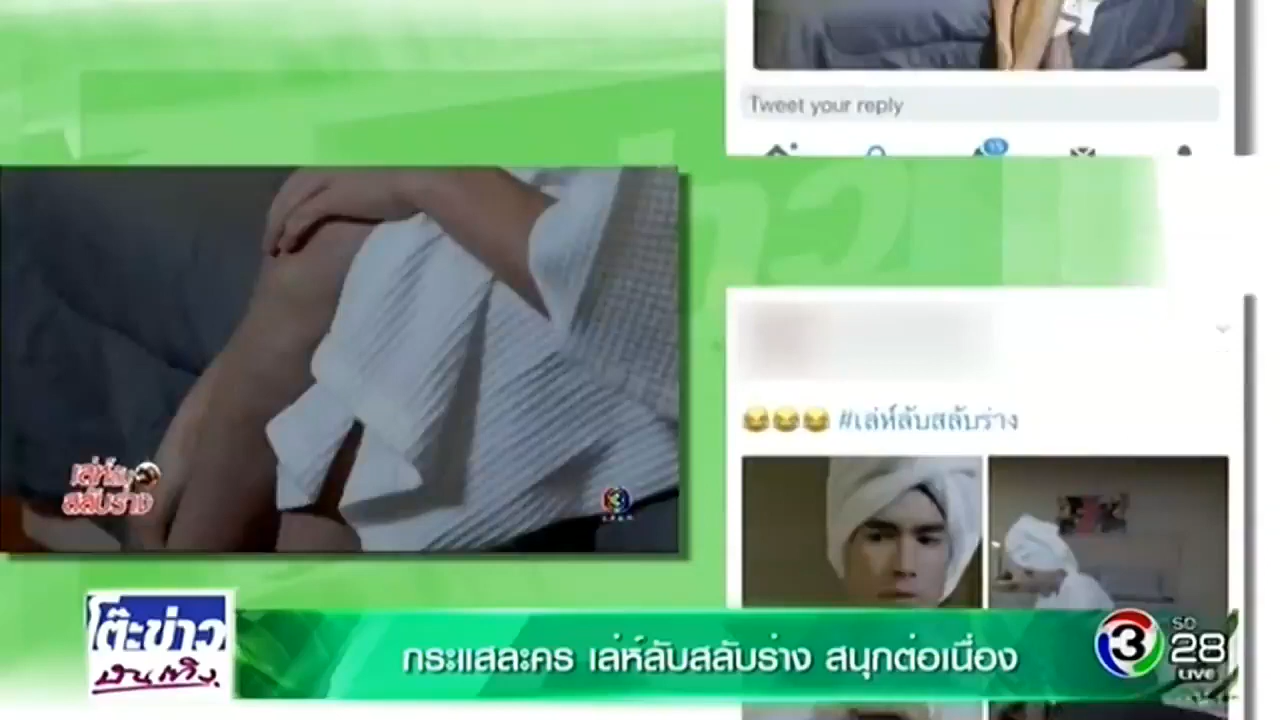 Tweet your reply
15
😂😂😂 #เล่ห์ลับสลับร่าง
เล่ห์ลับ
สลับร่าง
3
โต๊ะข่าว
บันเทิง
กระแสละคร เล่ห์ลับสลับร่าง สนุกต่อเนื่อง
3
HD
28
LIVE